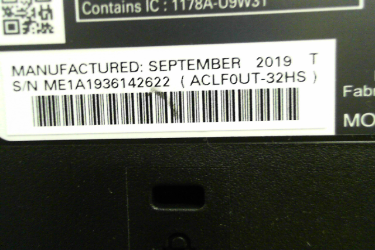 Contains IC : 1178A-U9W31
MANUFACTURED: SEPTEMBER 2019 T
S/N ME1A1936142622 ( ACLF0UT-32HS )
Fab
MO